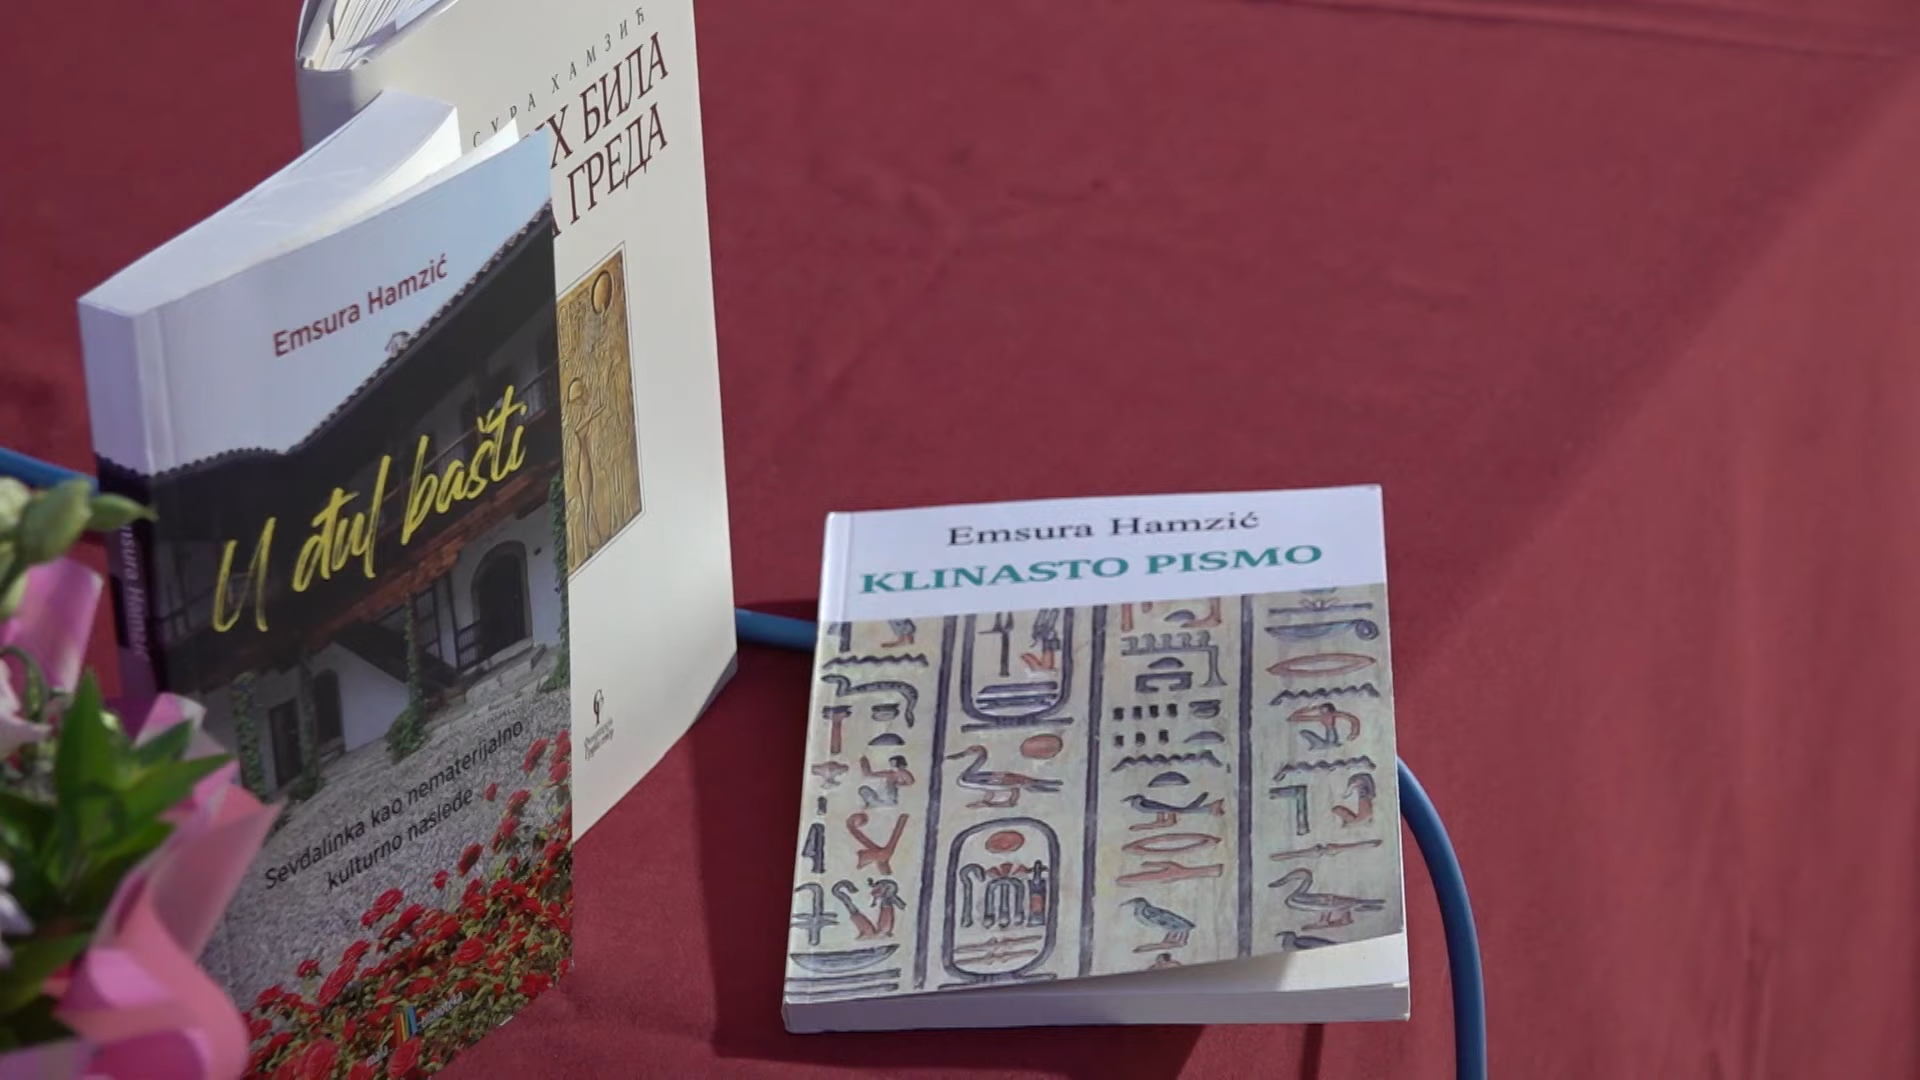 СУРА ХАМЗИЋ
БИЛА
ГРЕДА
Emsura Hamzić
U đul bašti
Sevdalinka kao nematerijalno
kulturno nasleđe
Emsura Hamzić
KLINASTO PISMO